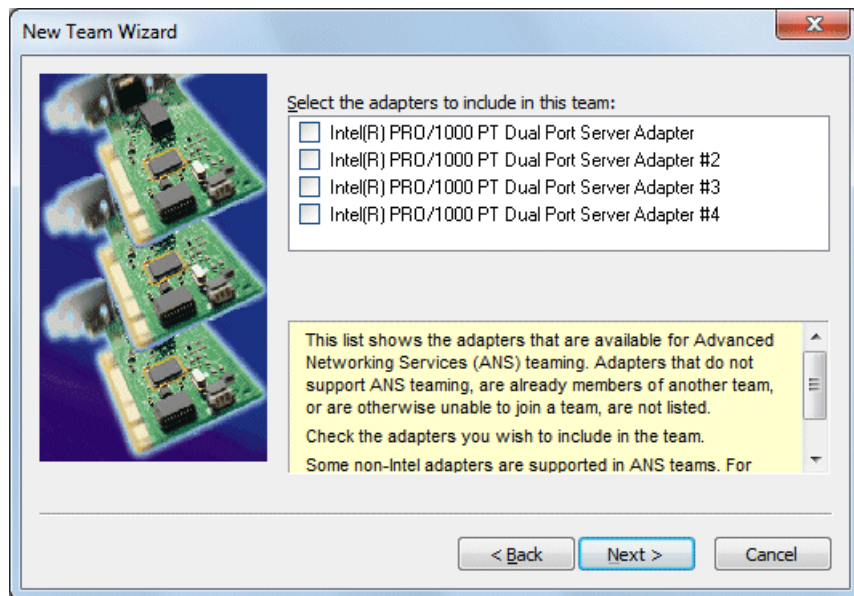 New Team Wizard
Select the adapters to include in this team:
Intel(R) PRO/1000 PT Dual Port Server Adapter
Intel(R) PRO/1000 PT Dual Port Server Adapter #2
Intel(R) PRO/1000 PT Dual Port Server Adapter #3
Intel(R) PRO/1000 PT Dual Port Server Adapter #4
This list shows the adapters that are available for Advanced
Networking Services (ANS) teaming. Adapters that do not
support ANS teaming, are already members of another team,
or are otherwise unable to join a team, are not listed.
Check the adapters you wish to include in the team.
Some non-Intel adapters are supported in ANS teams. For
< Back
Next >
Cancel